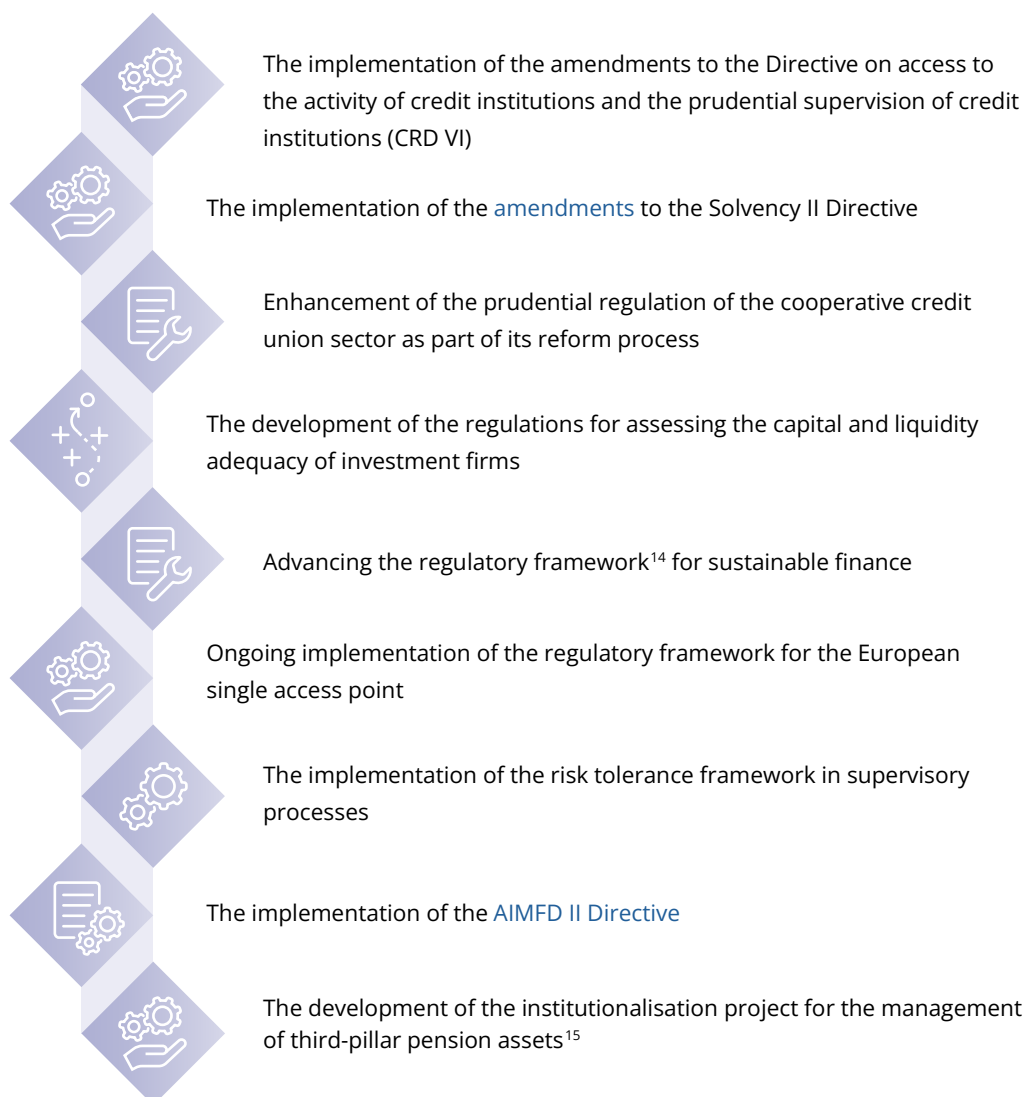 The implementation of the amendments to the Directive on access to
the activity of credit institutions and the prudential supervision of credit
institutions (CRD VI)
The implementation of the amendments to the Solvency II Directive
Enhancement of the prudential regulation of the cooperative credit
union sector as part of its reform process
The development of the regulations for assessing the capital and liquidity
adequacy of investment firms
Advancing the regulatory framework¹⁴ for sustainable finance
Ongoing implementation of the regulatory framework for the European
single access point
The implementation of the risk tolerance framework in supervisory
processes
The implementation of the AIMFD II Directive
The development of the institutionalisation project for the management
of third-pillar pension assets¹⁵